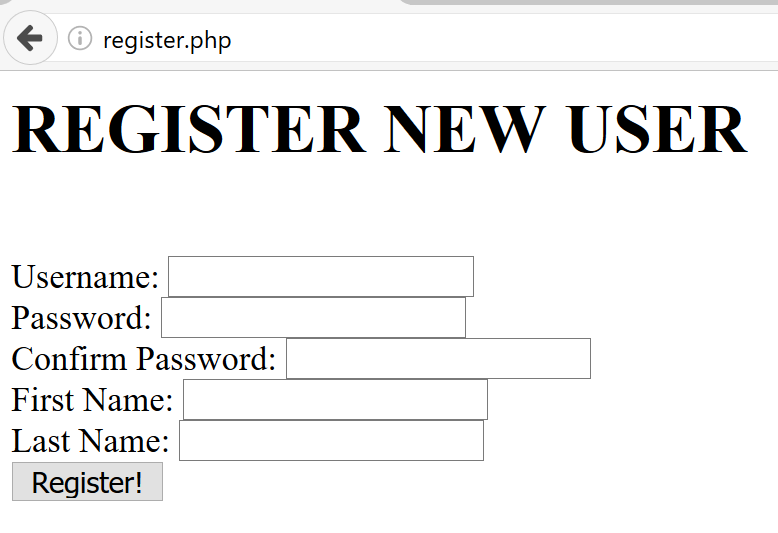 register.php
REGISTER NEW USER
Username:
Password:
Confirm Password:
First Name:
Last Name:
Register!